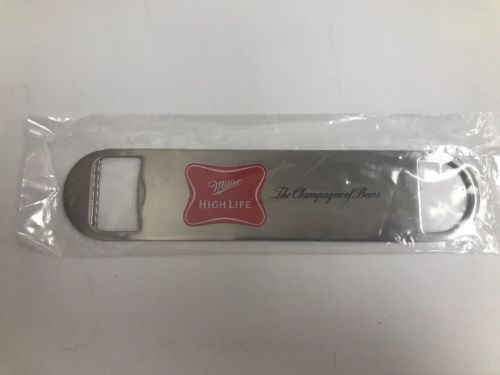 Miller
HIGH LIFE
The Champagne of Beers